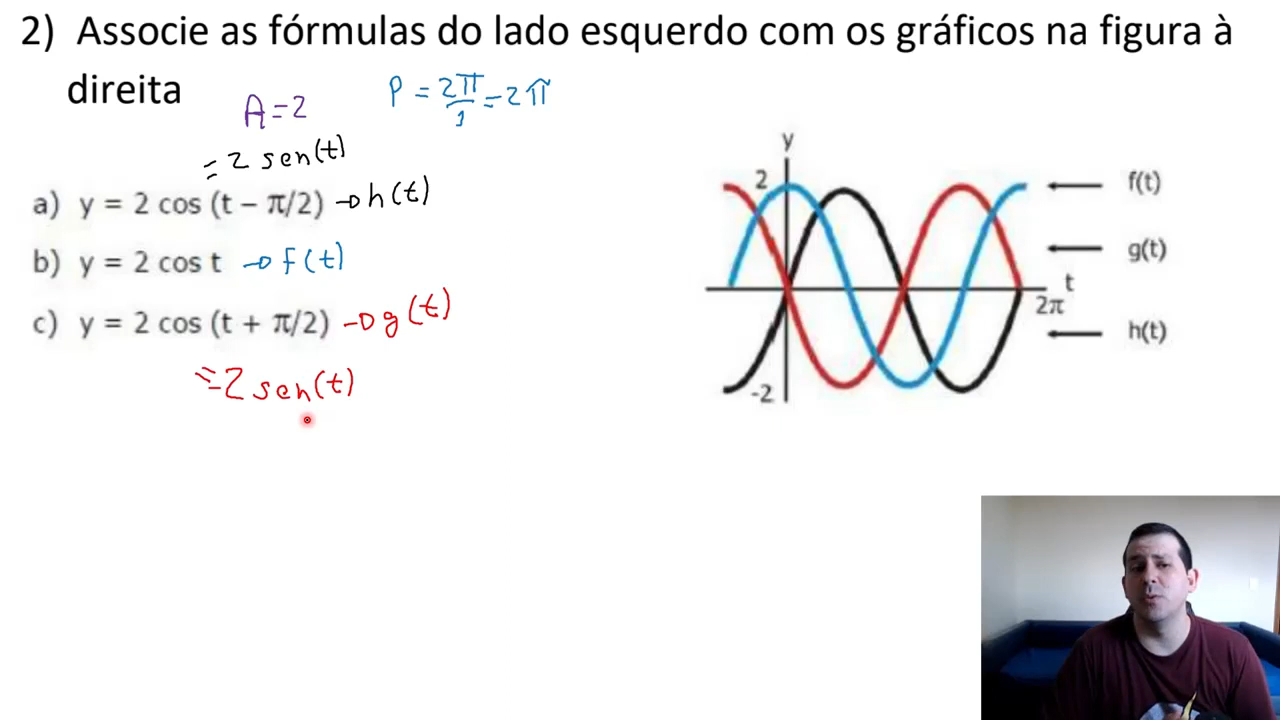 2) Associe as fórmulas do lado esquerdo com os gráficos na figura à
direita
A = 2
P = 2π/1 = 2π
= 2 sen(t)
a) y = 2 cos (t − π/2) → h(t)
b) y = 2 cos t → f(t)
c) y = 2 cos (t + π/2) → g(t)
= -2 sen(t)
y
2
-2
t
2π
f(t)
g(t)
h(t)